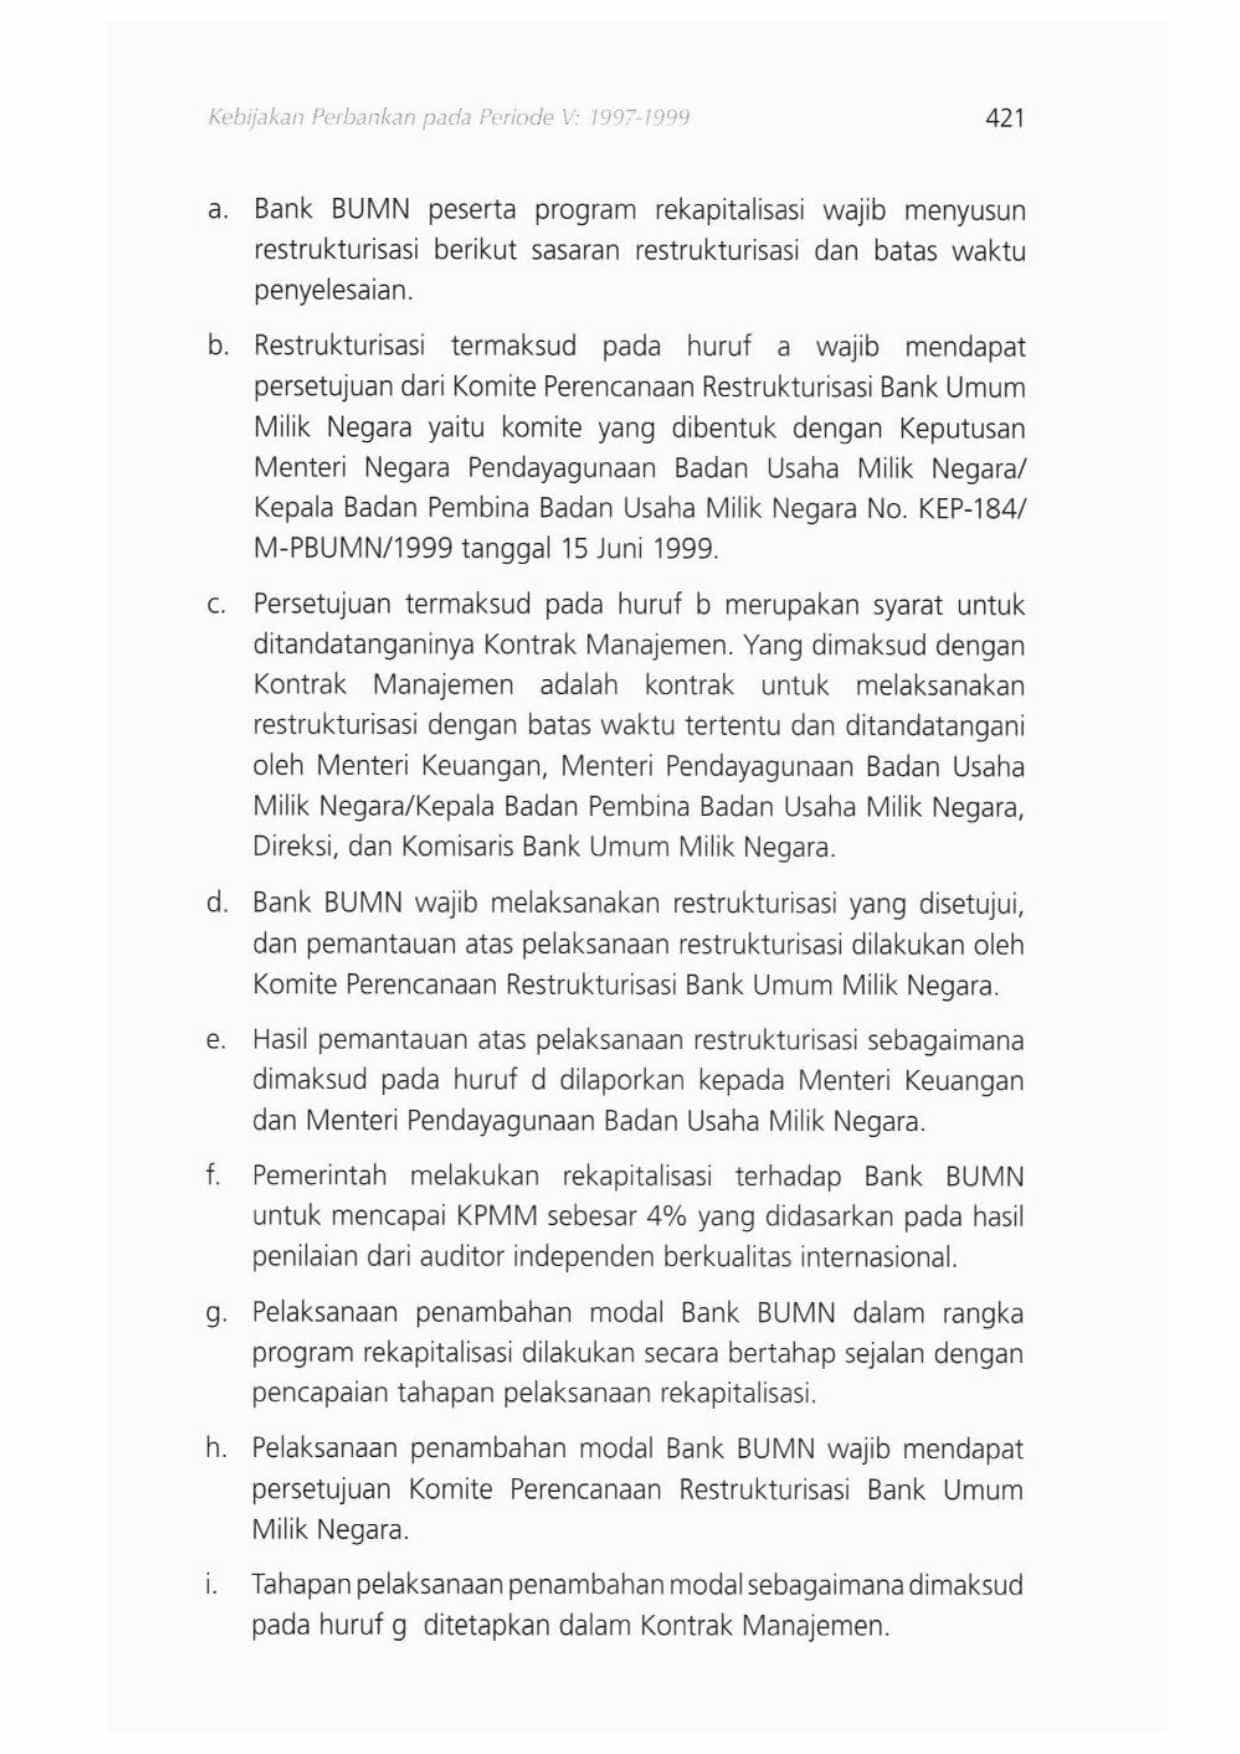 Kebijakan Perbankan pada Periode V: 1997-1999 421
a. Bank BUMN peserta program rekapitalisasi wajib menyusun
restrukturisasi berikut sasaran restrukturisasi dan batas waktu
penyelesaian.
b. Restrukturisasi termaksud pada huruf a wajib mendapat
persetujuan dari Komite Perencanaan Restrukturisasi Bank Umum
Milik Negara yaitu komite yang dibentuk dengan Keputusan
Menteri Negara Pendayagunaan Badan Usaha Milik Negara/
Kepala Badan Pembina Badan Usaha Milik Negara No. KEP-184/
M-PBUMN/1999 tanggal 15 Juni 1999.
c. Persetujuan termaksud pada huruf b merupakan syarat untuk
ditandatanganinya Kontrak Manajemen. Yang dimaksud dengan
Kontrak Manajemen adalah kontrak untuk melaksanakan
restrukturisasi dengan batas waktu tertentu dan ditandatangani
oleh Menteri Keuangan, Menteri Pendayagunaan Badan Usaha
Milik Negara/Kepala Badan Pembina Badan Usaha Milik Negara,
Direksi, dan Komisaris Bank Umum Milik Negara.
d. Bank BUMN wajib melaksanakan restrukturisasi yang disetujui,
dan pemantauan atas pelaksanaan restrukturisasi dilakukan oleh
Komite Perencanaan Restrukturisasi Bank Umum Milik Negara.
e. Hasil pemantauan atas pelaksanaan restrukturisasi sebagaimana
dimaksud pada huruf d dilaporkan kepada Menteri Keuangan
dan Menteri Pendayagunaan Badan Usaha Milik Negara.
f. Pemerintah melakukan rekapitalisasi terhadap Bank BUMN
untuk mencapai KPMM sebesar 4% yang didasarkan pada hasil
penilaian dari auditor independen berkualitas internasional.
g. Pelaksanaan penambahan modal Bank BUMN dalam rangka
program rekapitalisasi dilakukan secara bertahap sejalan dengan
pencapaian tahapan pelaksanaan rekapitalisasi.
h. Pelaksanaan penambahan modal Bank BUMN wajib mendapat
persetujuan Komite Perencanaan Restrukturisasi Bank Umum
Milik Negara.
i. Tahapan pelaksanaan penambahan modal sebagaimana dimaksud
pada huruf g ditetapkan dalam Kontrak Manajemen.